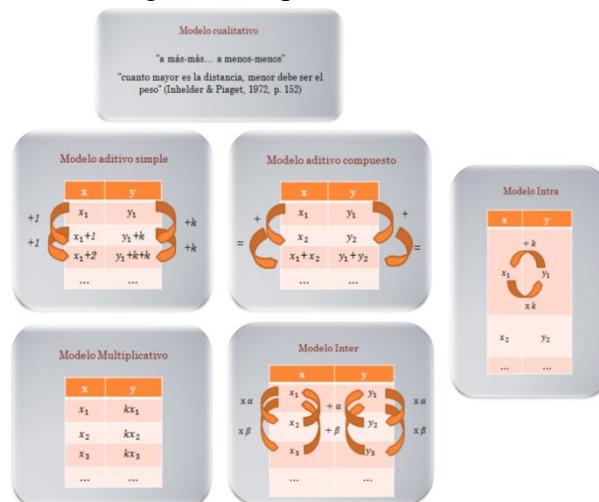 Modelo cualitativo
"a más-más... a menos-menos"
"cuanto mayor es la distancia, menor debe ser el
peso" (Inhelder & Piaget, 1972, p. 152)
Modelo aditivo simple
x y
x₁ y₁
+1 x₁+1 y₁+k +k
+1 x₁+2 y₁+k+k +k
... ...
Modelo aditivo compuesto
x y
+ x₁ y₁ +
x₂ y₂
= x₁+x₂ y₁+y₂ =
... ...
Modelo Intra
x y
÷ k
x₁ y₁
x k
x₂ y₂
... ...
Modelo Multiplicativo
x y
x₁ kx₁
x₂ kx₂
x₃ kx₃
... ...
Modelo Inter
x y
x α x₁ ÷ α y₁ x α
x β x₂ ÷ β y₂ x β
x₃ y₃
... ...